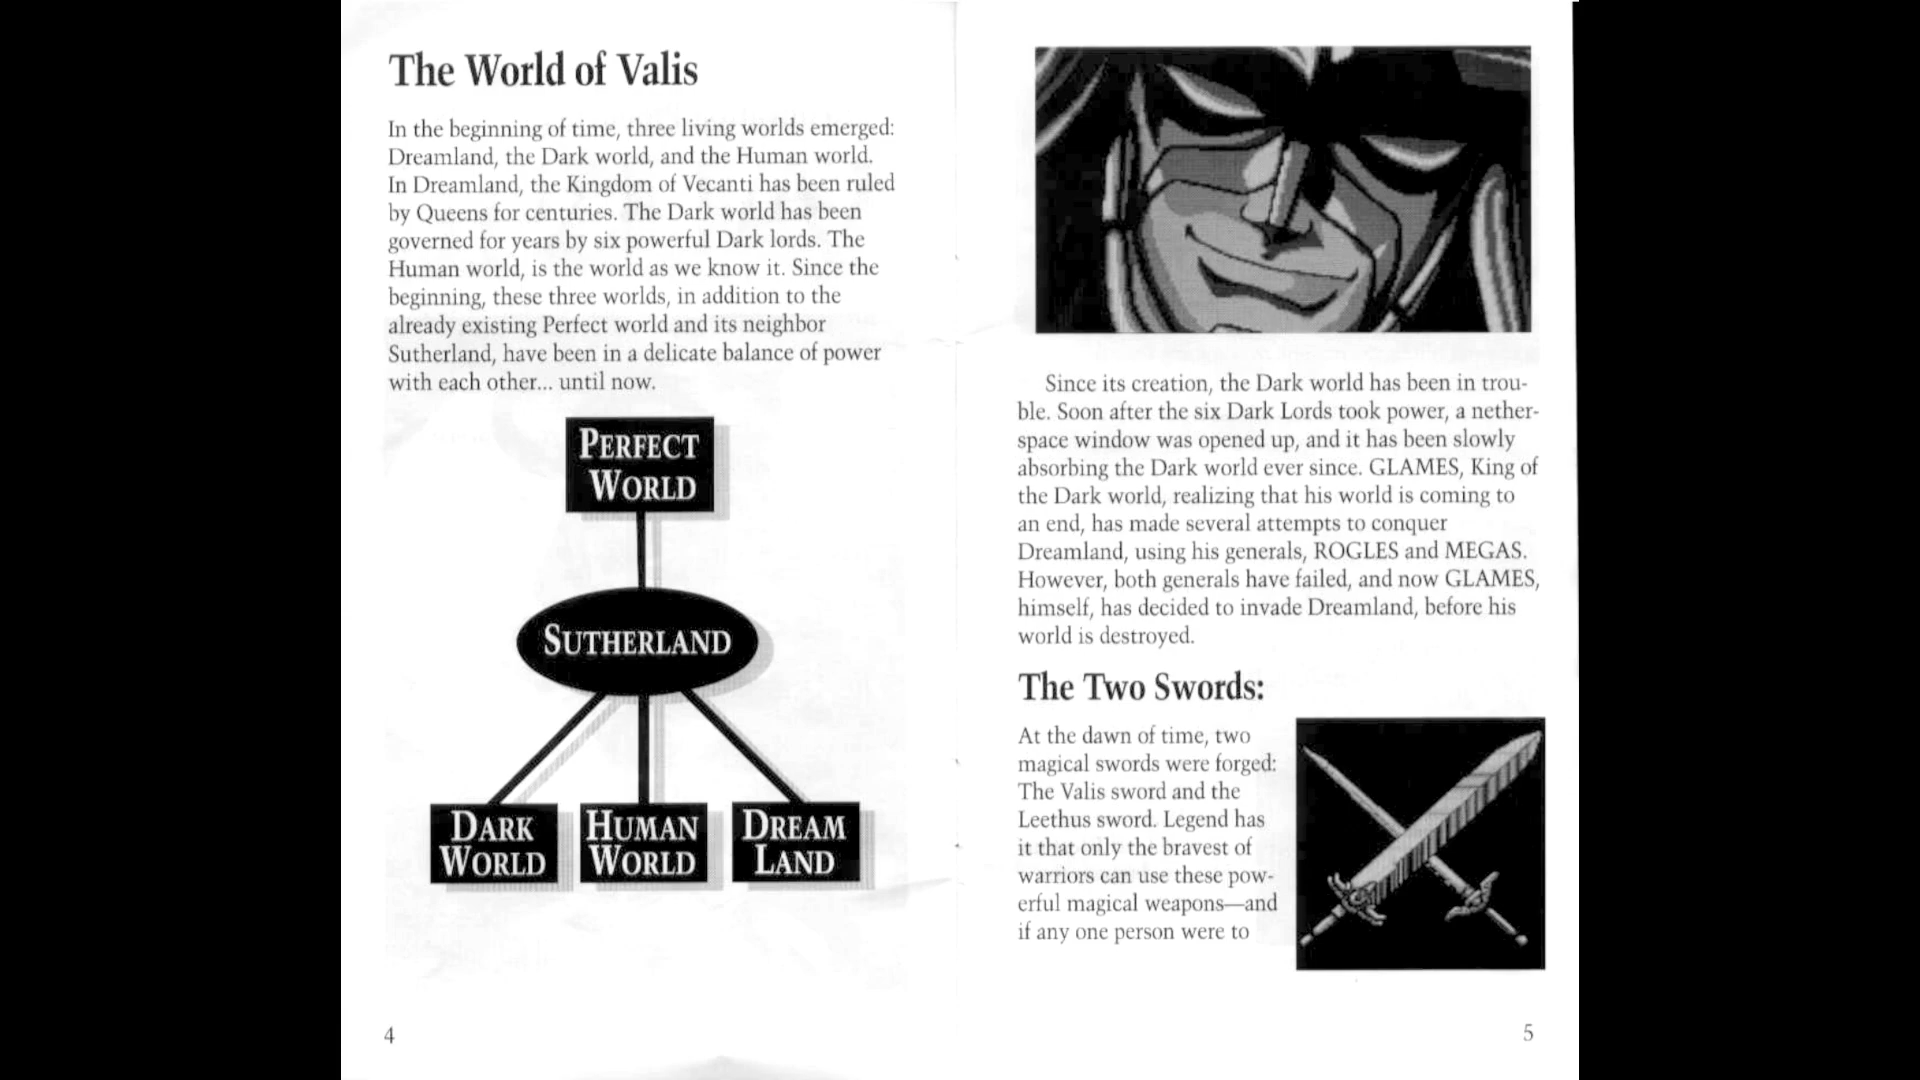 The World of Valis
In the beginning of time, three living worlds emerged:
Dreamland, the Dark world, and the Human world.
In Dreamland, the Kingdom of Vecanti has been ruled
by Queens for centuries. The Dark world has been
governed for years by six powerful Dark lords. The
Human world, is the world as we know it. Since the
beginning, these three worlds, in addition to the
already existing Perfect world and its neighbor
Sutherland, have been in a delicate balance of power
with each other... until now.
PERFECT
WORLD
SUTHERLAND
DARK
WORLD
HUMAN
WORLD
DREAM
LAND
4
Since its creation, the Dark world has been in trou-
ble. Soon after the six Dark Lords took power, a nether-
space window was opened up, and it has been slowly
absorbing the Dark world ever since. GLAMES, King of
the Dark world, realizing that his world is coming to
an end, has made several attempts to conquer
Dreamland, using his generals, ROGLES and MEGAS.
However, both generals have failed, and now GLAMES,
himself, has decided to invade Dreamland, before his
world is destroyed.
The Two Swords:
At the dawn of time, two
magical swords were forged:
The Valis sword and the
Leethus sword. Legend has
it that only the bravest of
warriors can use these pow-
erful magical weapons—and
if any one person were to
5